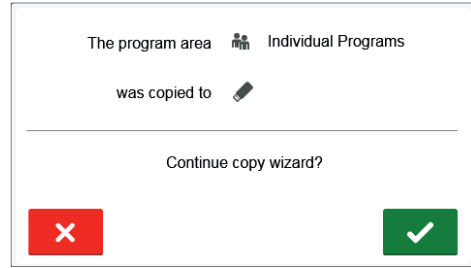 The program area Individual Programs
was copied to
Continue copy wizard?